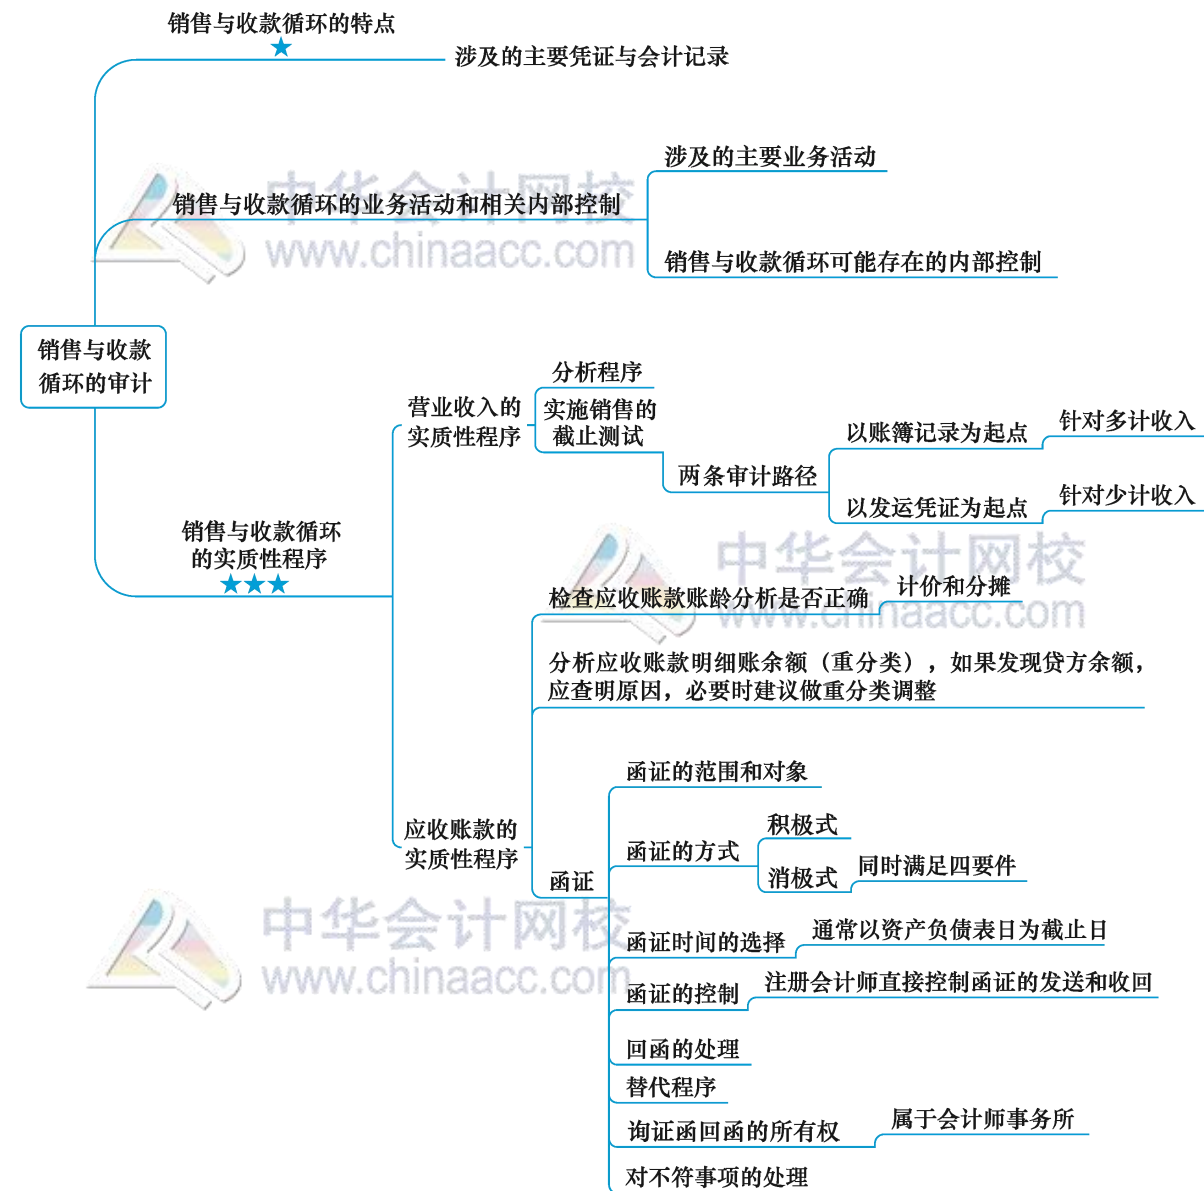 销售与收款循环的特点
涉及的主要凭证与会计记录
涉及的主要业务活动
中华会计网校
销售与收款循环的业务活动和相关内部控制
www.chinaacc.com
销售与收款循环可能存在的内部控制
销售与收款
循环的审计
分析程序
营业收入的
实质性程序
实施销售的
截止测试
两条审计路径
以账簿记录为起点
针对多计收入
以发运凭证为起点
针对少计收入
销售与收款循环
的实质性程序
中华会计网校
www.chinaacc.com
检查应收账款账龄分析是否正确
计价和分摊
分析应收账款明细账余额（重分类），如果发现贷方余额，
应查明原因，必要时建议做重分类调整
函证的范围和对象
应收账款的
实质性程序
函证
函证的方式
积极式
消极式
同时满足四要件
中华会计网校
www.chinaacc.com
函证时间的选择
通常以资产负债表日为截止日
函证的控制
注册会计师直接控制函证的发送和收回
回函的处理
替代程序
询证函回函的所有权
属于会计师事务所
对不符事项的处理